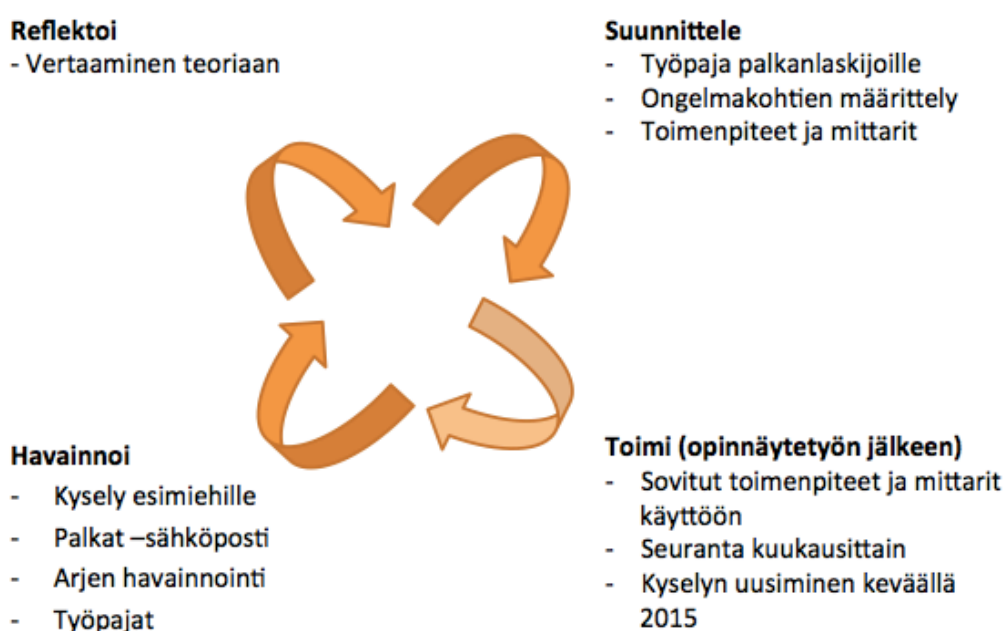 Reflektoi
- Vertaaminen teoriaan
Suunnittele
- Työpaja palkanlaskijoille
- Ongelmakohtien määrittely
- Toimenpiteet ja mittarit
Havainnoi
- Kysely esimiehille
- Palkat –sähköposti
- Arjen havainnointi
- Työpajat
Toimi (opinnäytetyön jälkeen)
- Sovitut toimenpiteet ja mittarit
käyttöön
- Seuranta kuukausittain
- Kyselyn uusiminen keväällä
2015